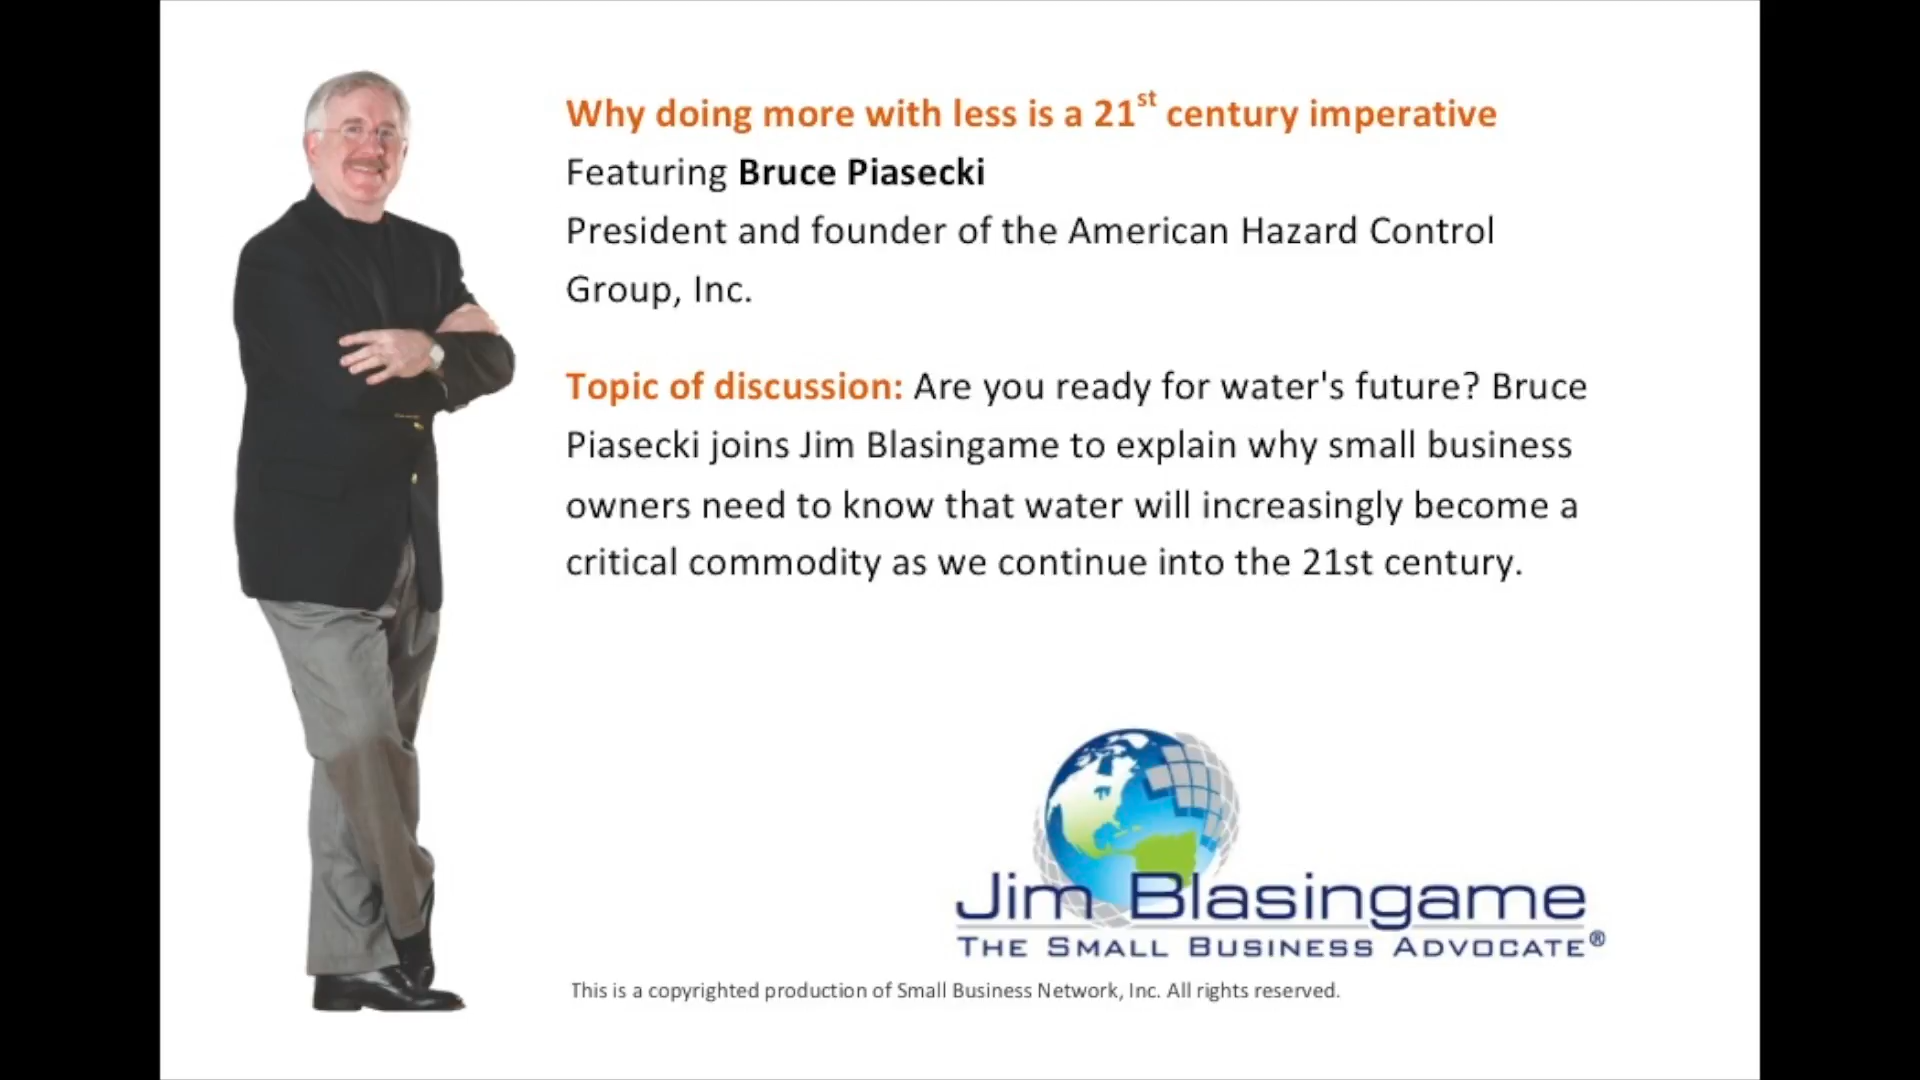 Why doing more with less is a 21st century imperative
Featuring Bruce Piasecki
President and founder of the American Hazard Control
Group, Inc.
Topic of discussion: Are you ready for water's future? Bruce
Piasecki joins Jim Blasingame to explain why small business
owners need to know that water will increasingly become a
critical commodity as we continue into the 21st century.
Jim Blasingame
THE SMALL BUSINESS ADVOCATE®
This is a copyrighted production of Small Business Network, Inc. All rights reserved.